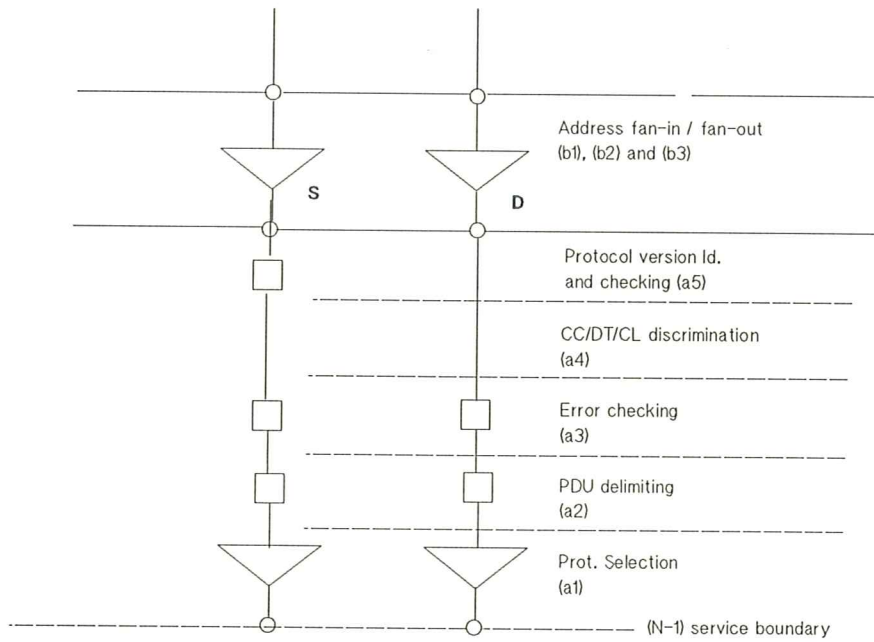 Address fan-in / fan-out
(b1), (b2) and (b3)
S
D
Protocol version Id.
and checking (a5)
CC/DT/CL discrimination
(a4)
Error checking
(a3)
PDU delimiting
(a2)
Prot. Selection
(a1)
(N-1) service boundary